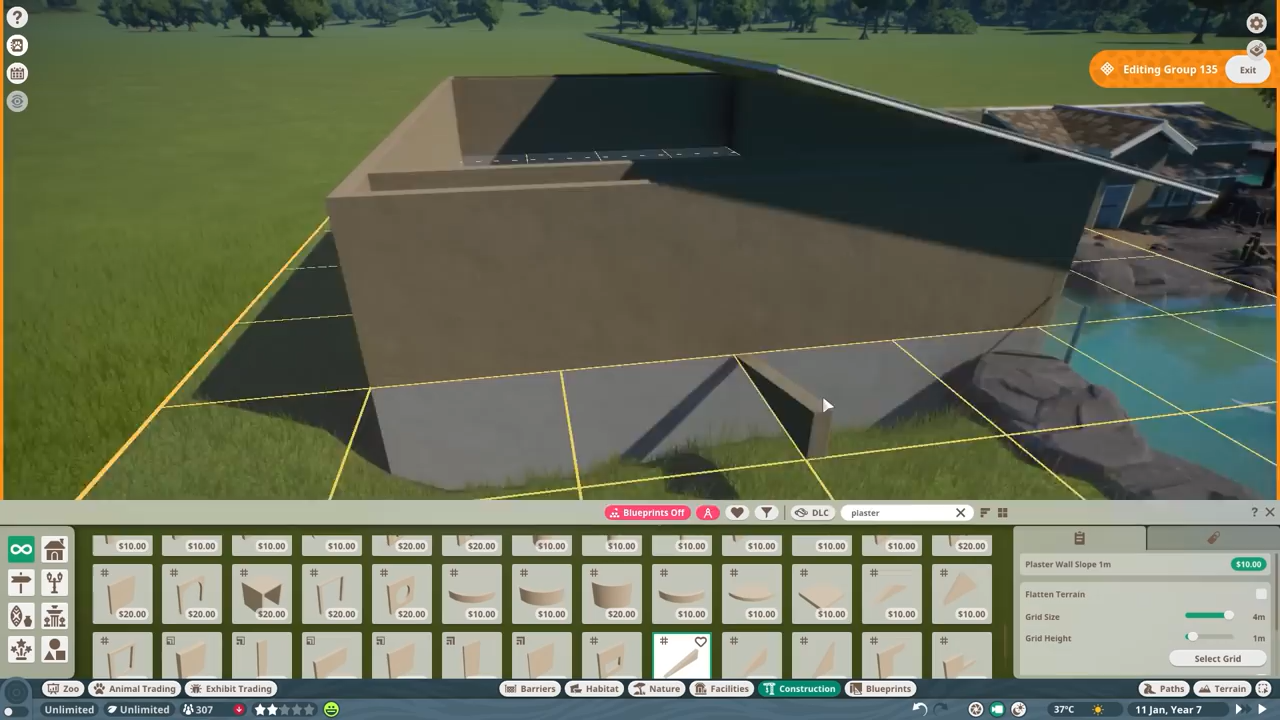 ?
Editing Group 135
Exit
Blueprints Off
DLC
plaster
?
$10.00 $10.00 $10.00 $10.00 $20.00 $20.00 $10.00 $20.00 $10.00 $10.00 $10.00 $10.00 $20.00
$20.00 $10.00 $20.00 $10.00 $20.00 $10.00 $10.00 $20.00 $10.00 $10.00 $10.00 $10.00 $10.00
Plaster Wall Slope 1m
$10.00
Flatten Terrain
Grid Size 4m
Grid Height 1m
Select Grid
Zoo Animal Trading Exhibit Trading Barriers Habitat Nature Facilities Construction Blueprints Paths Terrain
Unlimited Unlimited 307 37°C 11 Jan, Year 7